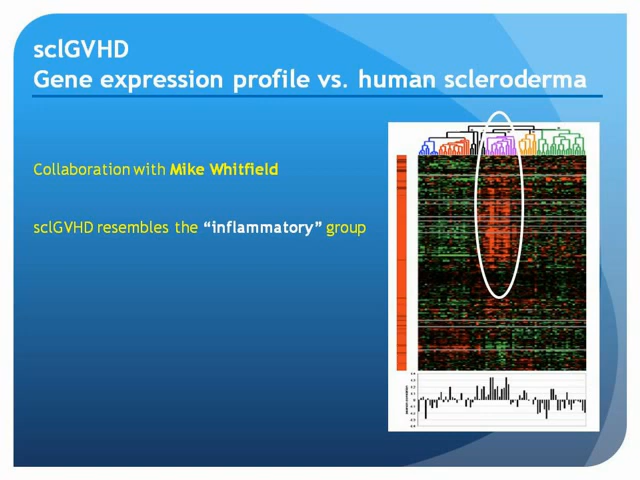 sclGVHD
Gene expression profile vs. human scleroderma
Collaboration with Mike Whitfield
sclGVHD resembles the “inflammatory” group